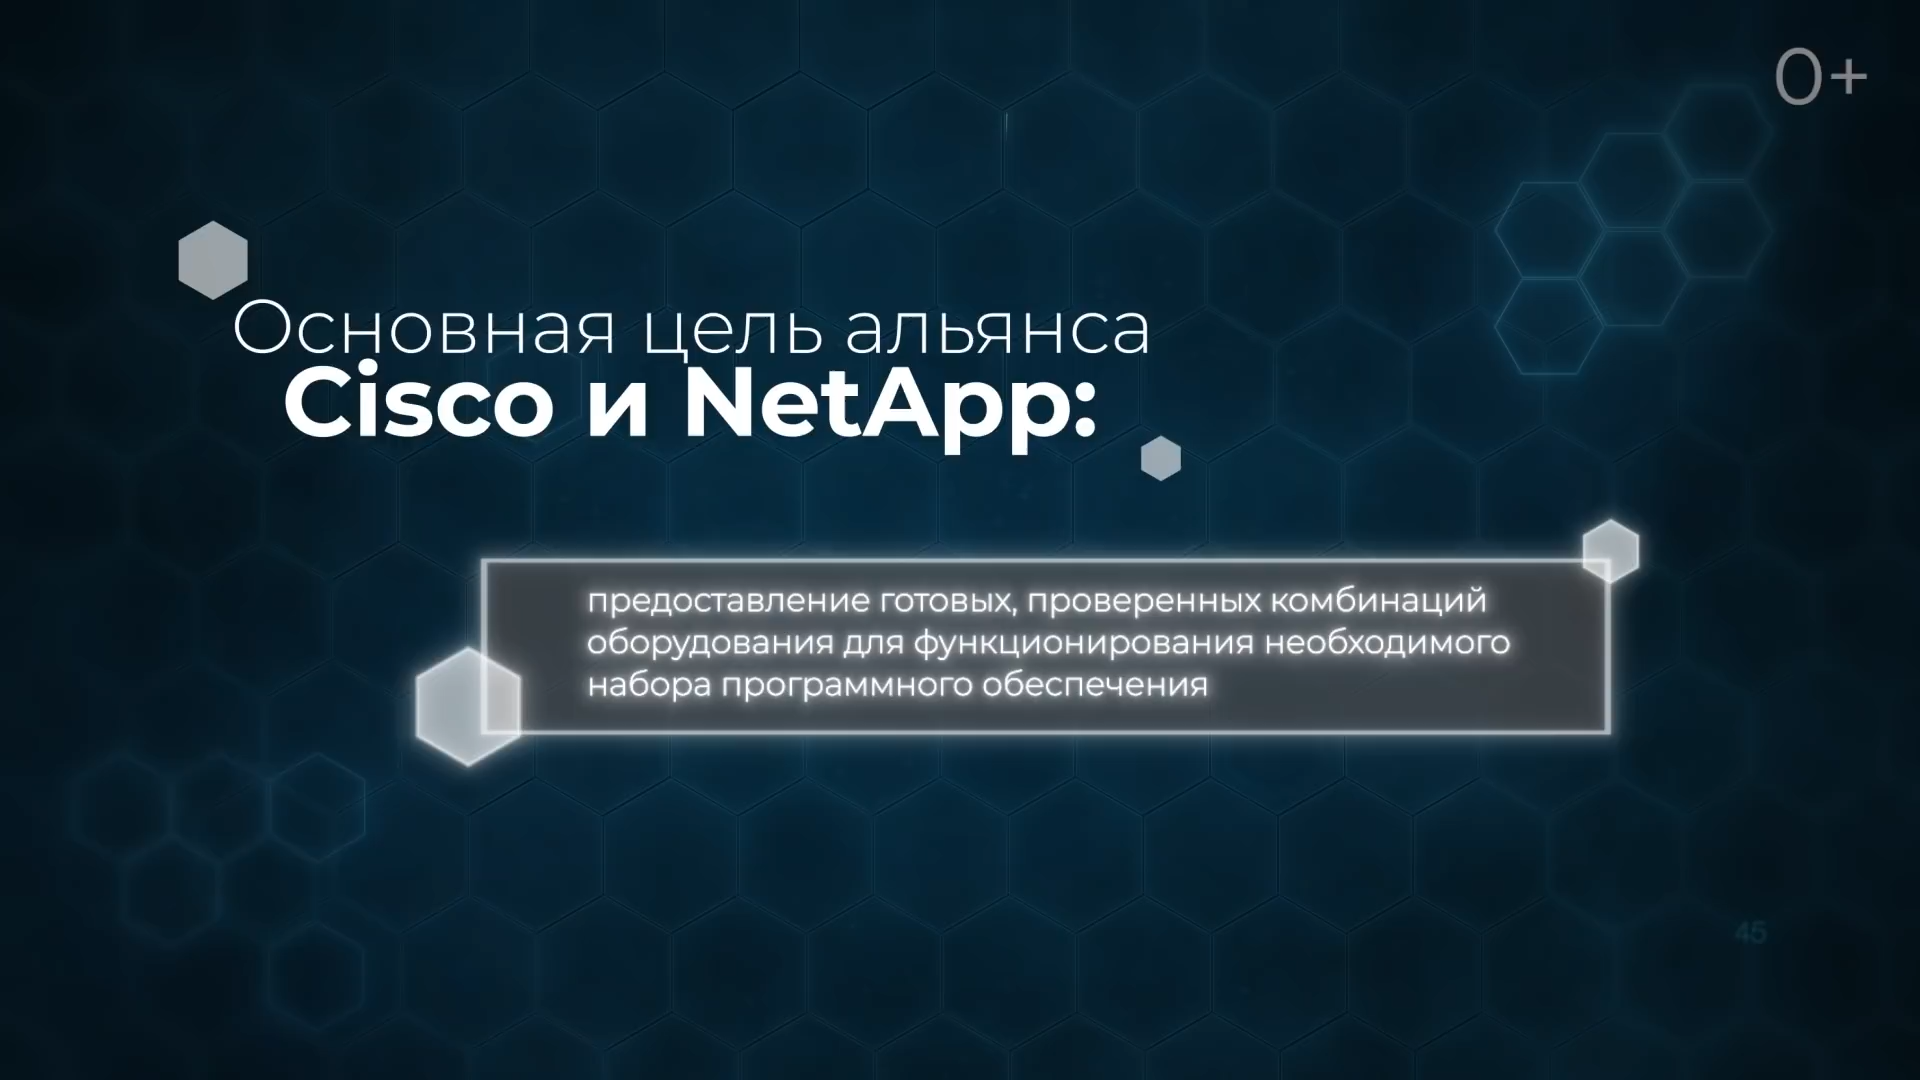 0+
Основная цель альянса
Cisco и NetApp:
предоставление готовых, проверенных комбинаций
оборудования для функционирования необходимого
набора программного обеспечения
45